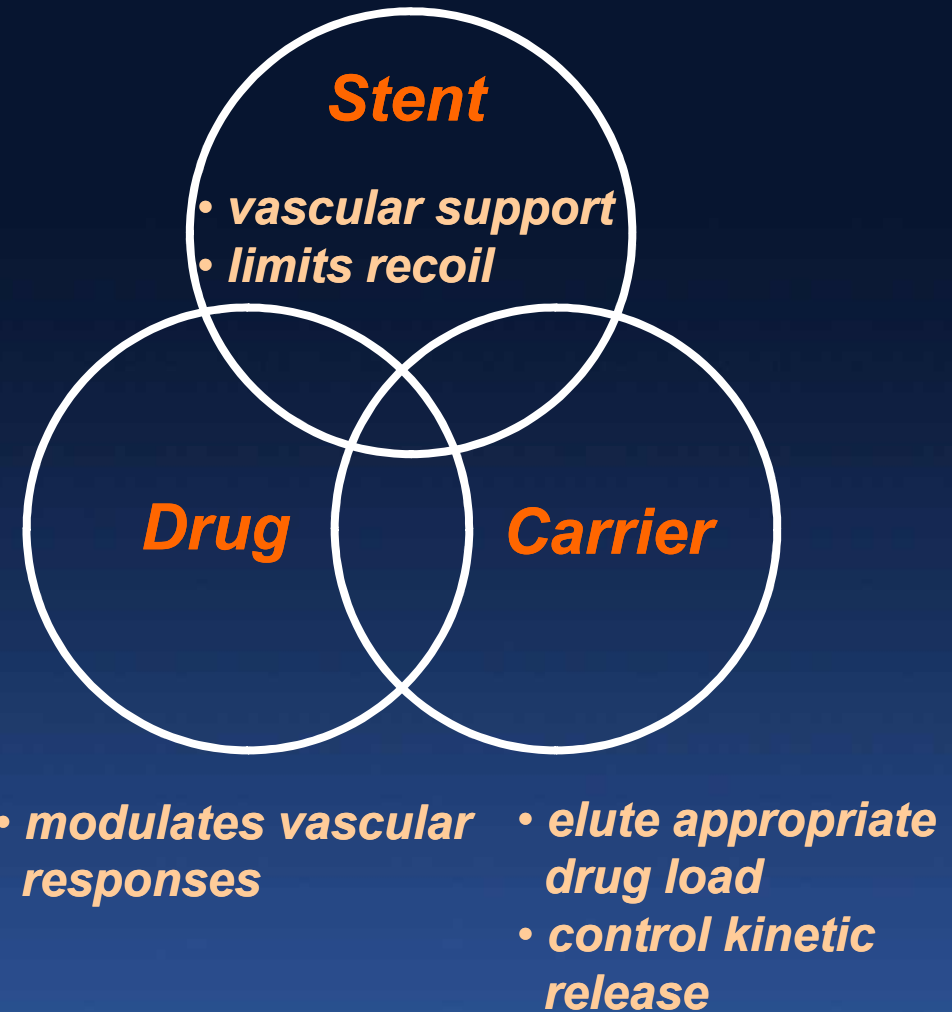 Stent
• vascular support
• limits recoil
Drug
Carrier
• modulates vascular
responses
• elute appropriate
drug load
• control kinetic
release